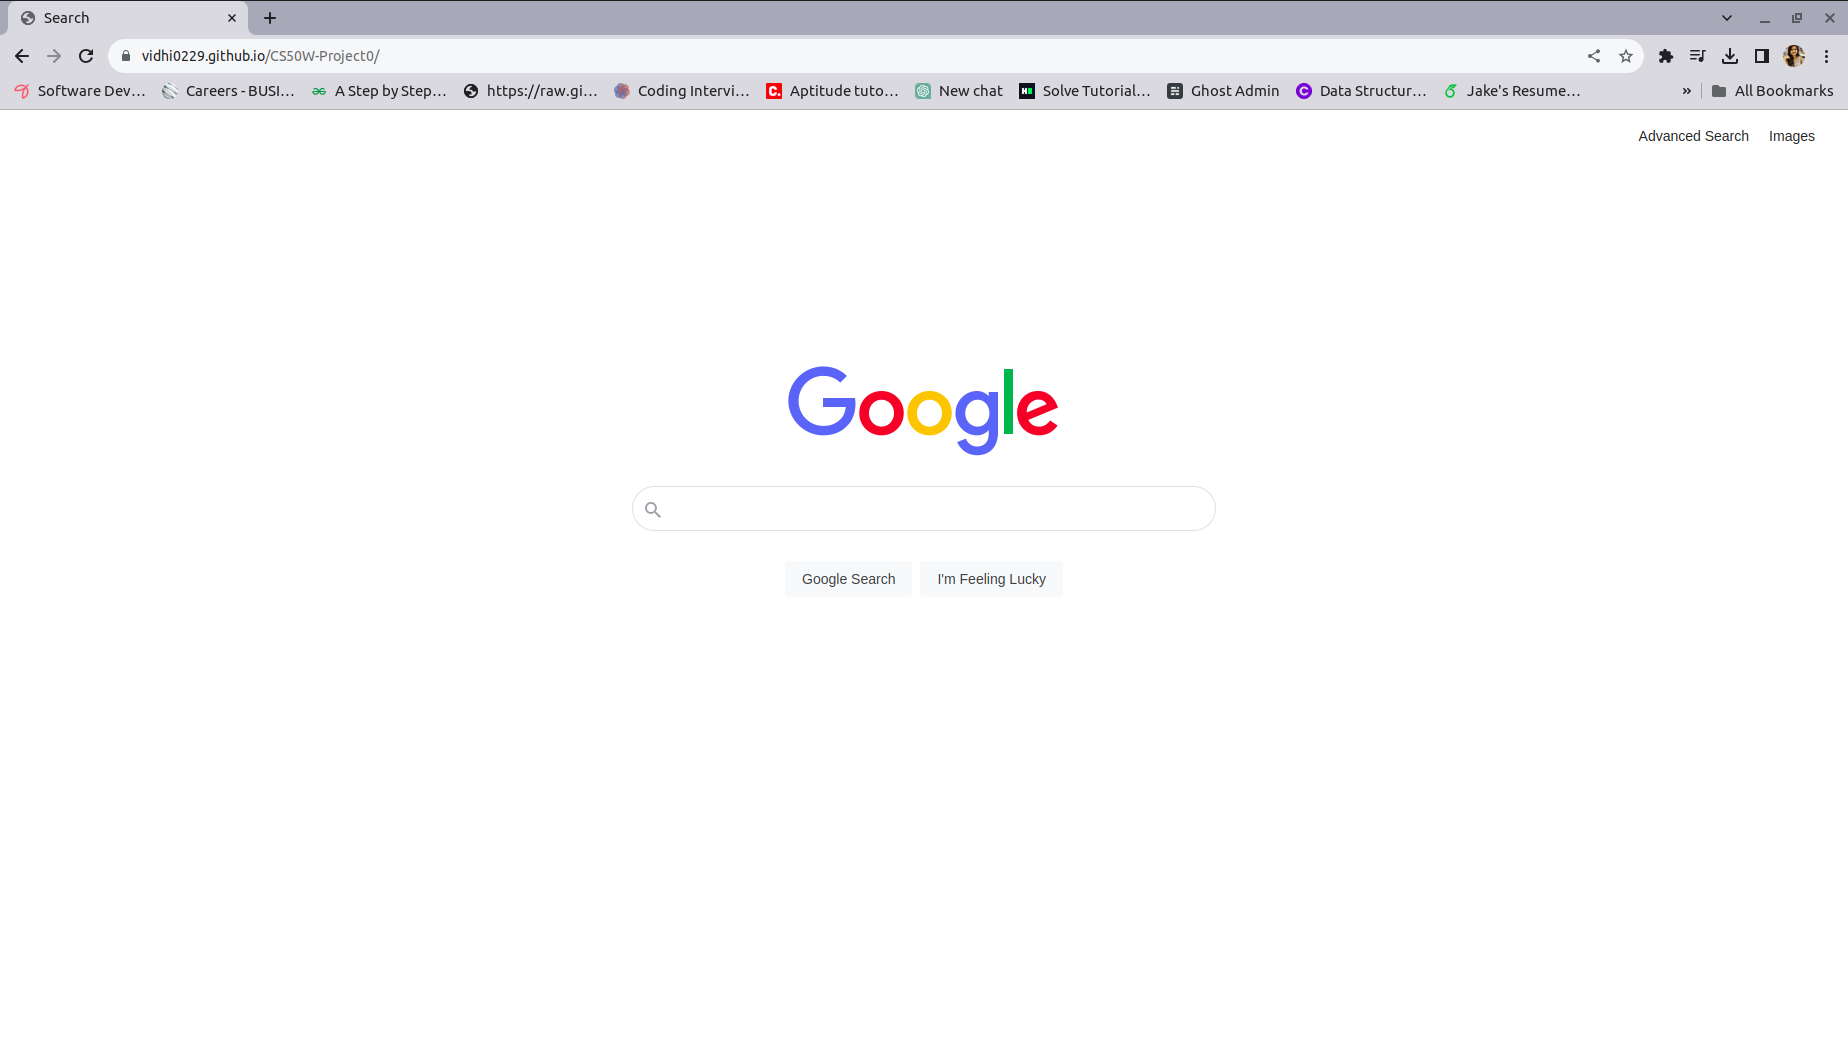 Search
vidhi0229.github.io/CS50W-Project0/
Software Dev... Careers - BUSI... A Step by Step... https://raw.gi... Coding Intervi... C. Aptitude tuto... New chat H Solve Tutorial... Ghost Admin C Data Structur... Jake's Resume... » All Bookmarks
Advanced Search Images
Google
Google Search I'm Feeling Lucky